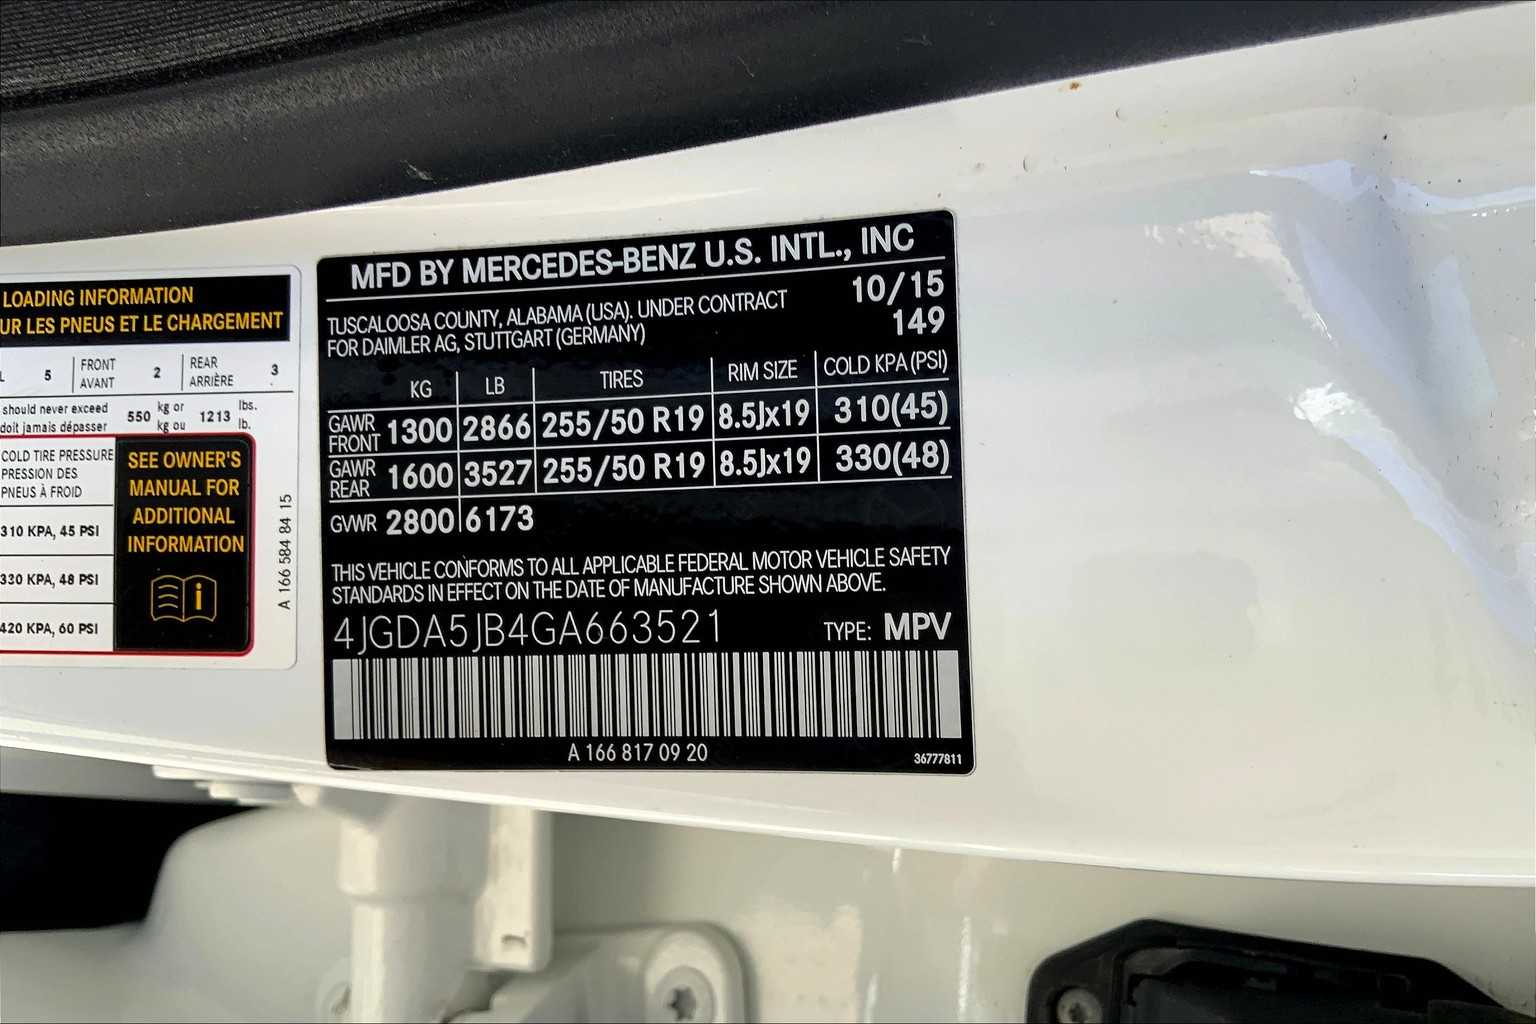 LOADING INFORMATION
UR LES PNEUS ET LE CHARGEMENT
L 5 FRONT AVANT 2 REAR ARRIÈRE 3
should never exceed
doit jamais dépasser
550 kg or kg ou 1213 lbs. lb.
COLD TIRE PRESSURE
PRESSION DES
PNEUS À FROID
310 KPA, 45 PSI
330 KPA, 48 PSI
420 KPA, 60 PSI
SEE OWNER'S
MANUAL FOR
ADDITIONAL
INFORMATION
i
A 166 584 84 15
MFD BY MERCEDES-BENZ U.S. INTL., INC
TUSCALOOSA COUNTY, ALABAMA (USA). UNDER CONTRACT
FOR DAIMLER AG, STUTTGART (GERMANY)
10/15
149
KG LB TIRES RIM SIZE COLD KPA (PSI)
GAWR FRONT 1300 2866 255/50 R19 8.5Jx19 310(45)
GAWR REAR 1600 3527 255/50 R19 8.5Jx19 330(48)
GVWR 2800 6173
THIS VEHICLE CONFORMS TO ALL APPLICABLE FEDERAL MOTOR VEHICLE SAFETY
STANDARDS IN EFFECT ON THE DATE OF MANUFACTURE SHOWN ABOVE.
4JGDA5JB4GA663521 TYPE: MPV
A 166 817 09 20
36777811